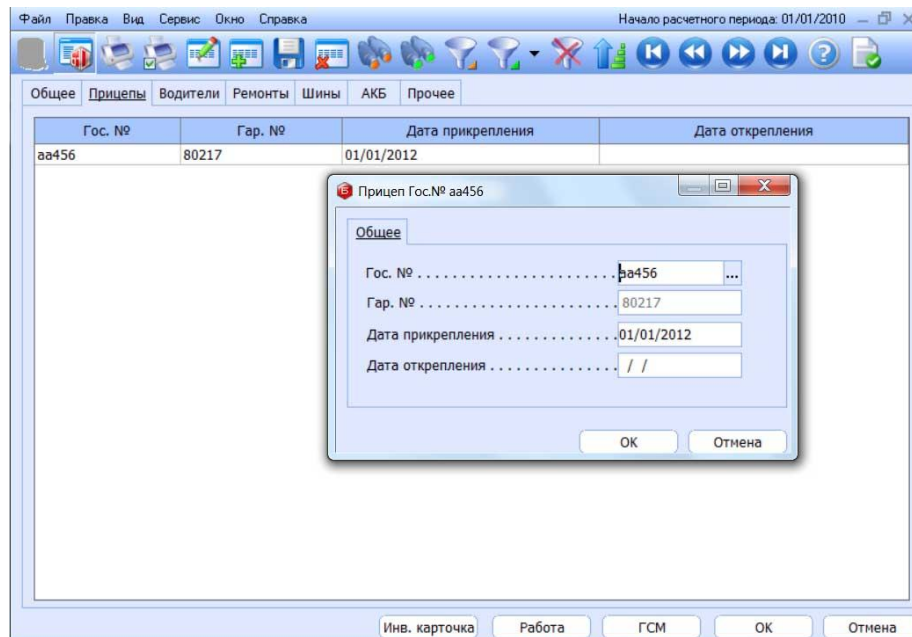 Файл Правка Вид Сервис Окно Справка Начало расчетного периода: 01/01/2010
Общее Прицепы Водители Ремонты Шины АКБ Прочее
Гос. № Гар. № Дата прикрепления Дата открепления
аа456 80217 01/01/2012
Прицеп Гос.№ аа456
Общее
Гос. № . . . . . . . . . . . . . . . . . . . . . . . . аа456 ...
Гар. № . . . . . . . . . . . . . . . . . . . . . . . . 80217
Дата прикрепления . . . . . . . . . . . . . . 01/01/2012
Дата открепления . . . . . . . . . . . . . . . / /
ОК Отмена
Инв. карточка Работа ГСМ ОК Отмена